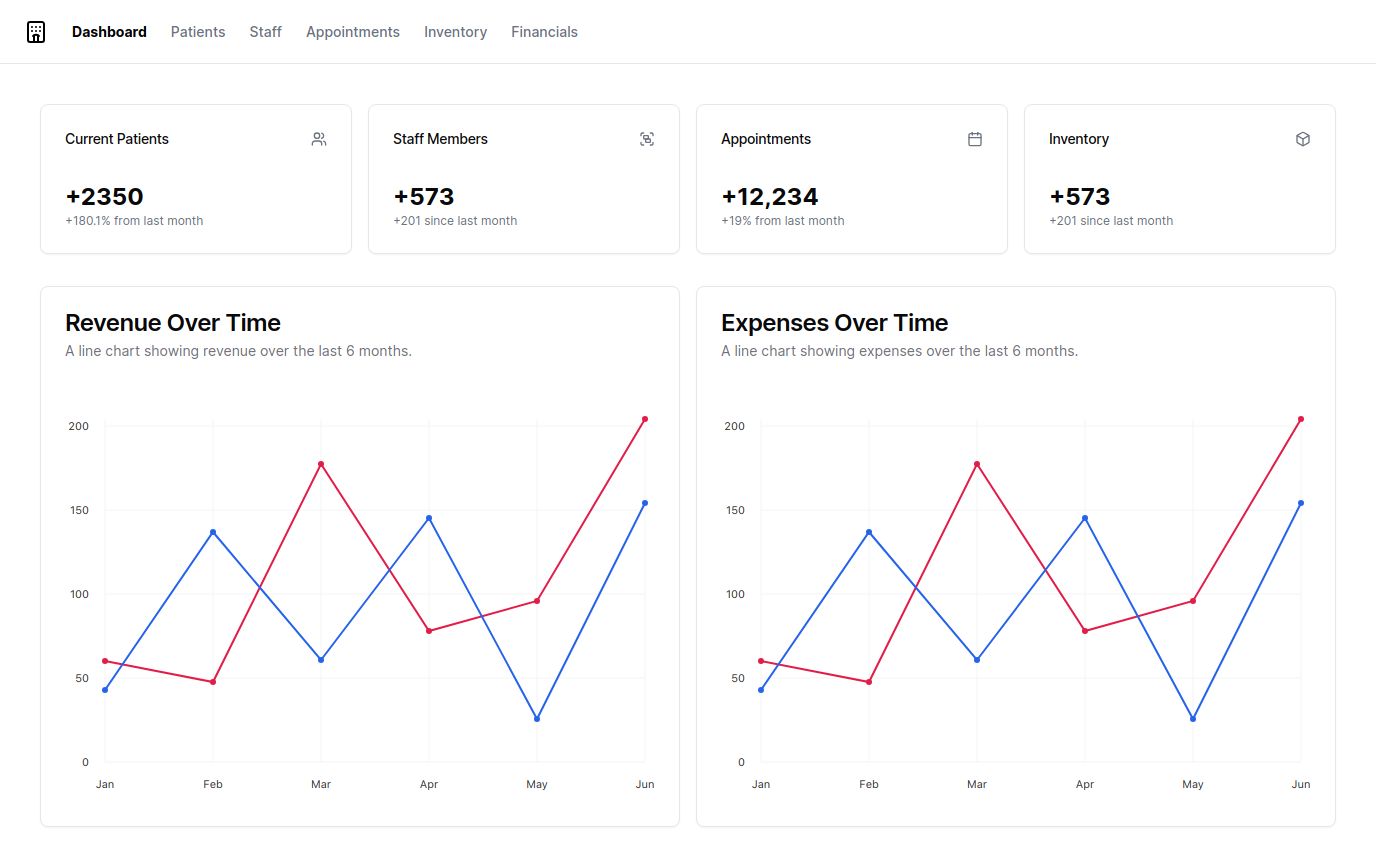 Dashboard Patients Staff Appointments Inventory Financials
Current Patients
+2350
+180.1% from last month
Staff Members
+573
+201 since last month
Appointments
+12,234
+19% from last month
Inventory
+573
+201 since last month
Revenue Over Time
A line chart showing revenue over the last 6 months.
200
150
100
50
0
Jan Feb Mar Apr May Jun
Expenses Over Time
A line chart showing expenses over the last 6 months.
200
150
100
50
0
Jan Feb Mar Apr May Jun